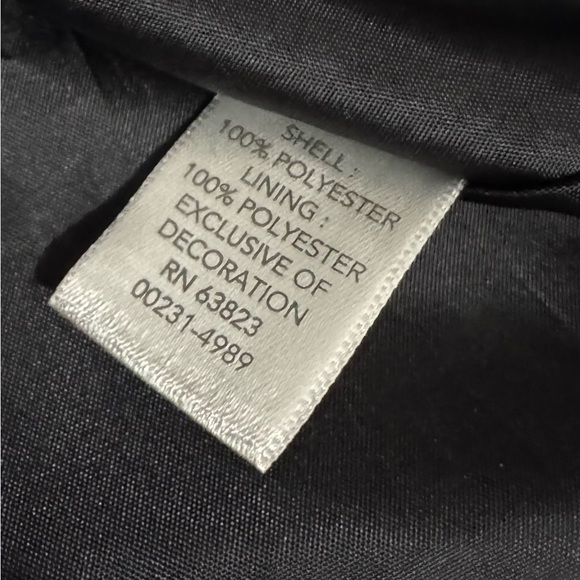 SHELL :
100% POLYESTER
LINING :
100% POLYESTER
EXCLUSIVE OF
DECORATION
RN 63823
00231-4989